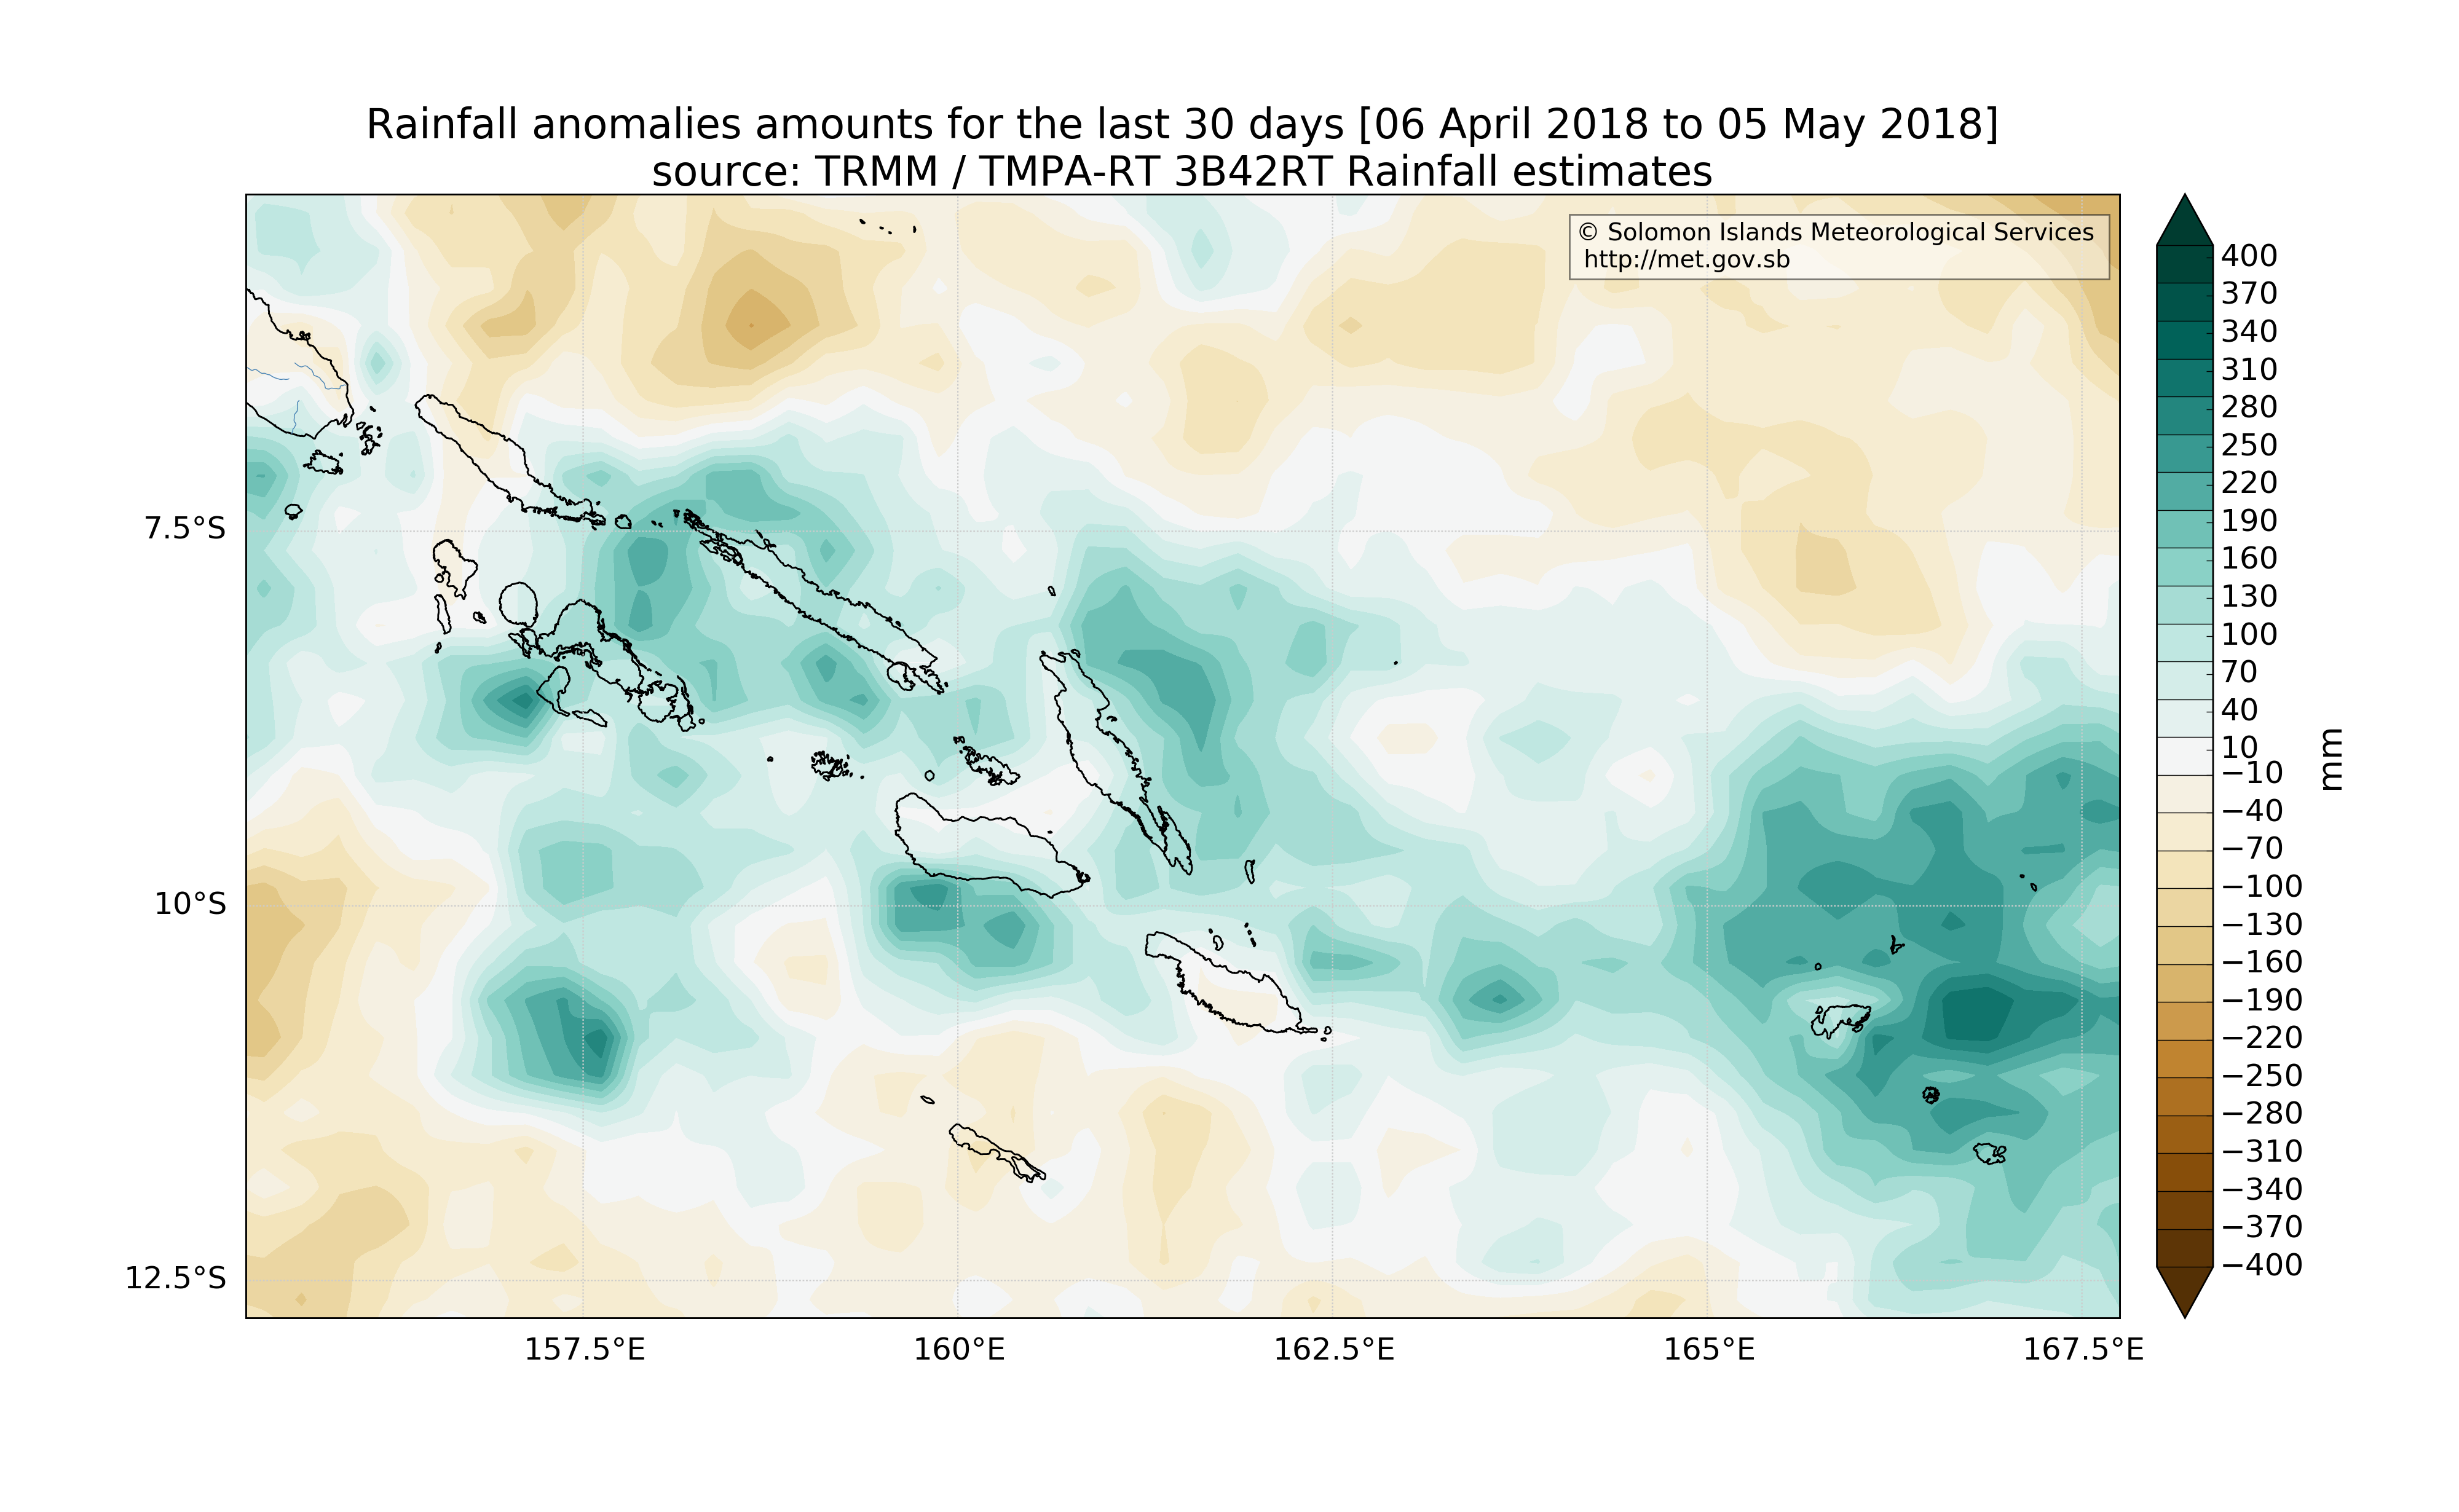 Rainfall anomalies amounts for the last 30 days [06 April 2018 to 05 May 2018]
source: TRMM / TMPA-RT 3B42RT Rainfall estimates
© Solomon Islands Meteorological Services
http://met.gov.sb
7.5°S
10°S
12.5°S
157.5°E
160°E
162.5°E
165°E
167.5°E
400
370
340
310
280
250
220
190
160
130
100
70
40
10
−10
−40
−70
−100
−130
−160
−190
−220
−250
−280
−310
−340
−370
−400
mm